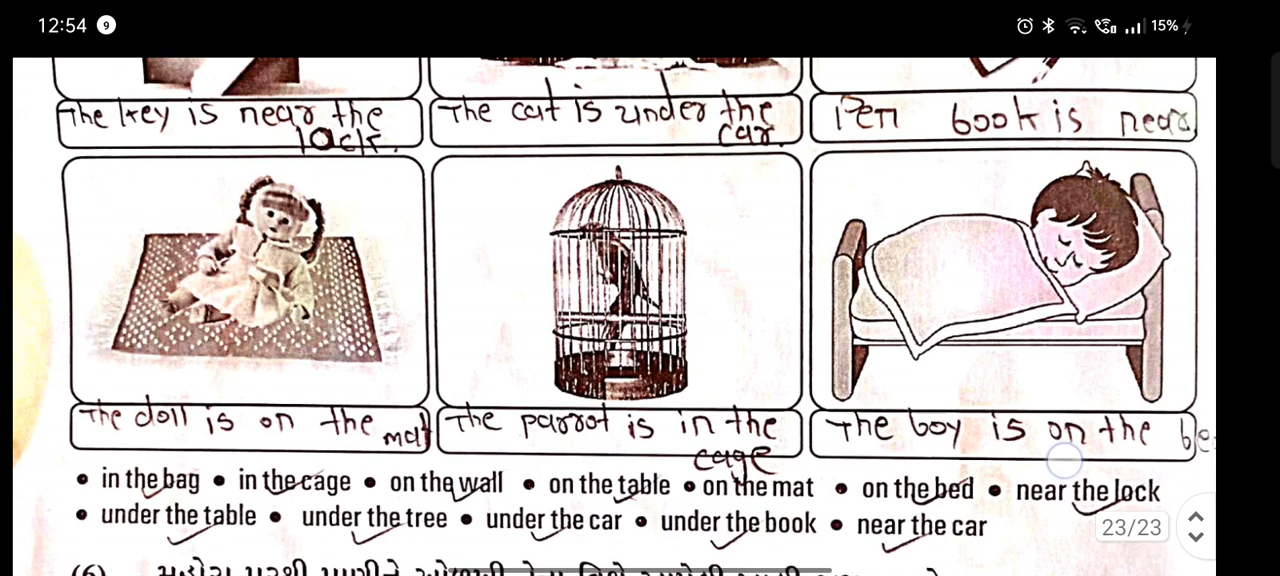 12:54 9 15%
The key is near the
lock.
The cat is under the
car.
Pen book is near
The doll is on the mat
The parrot is in the
cage
The boy is on the be
• in the bag • in the cage • on the wall • on the table • on the mat • on the bed • near the lock
• under the table • under the tree • under the car • under the book • near the car
23/23
(6)